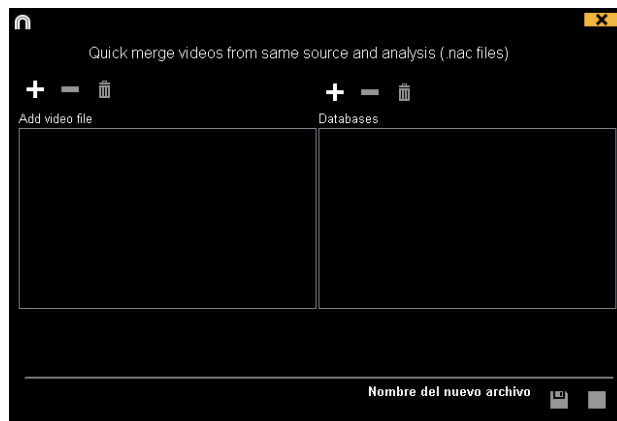 Quick merge videos from same source and analysis (.nac files)
Add video file
Databases
Nombre del nuevo archivo